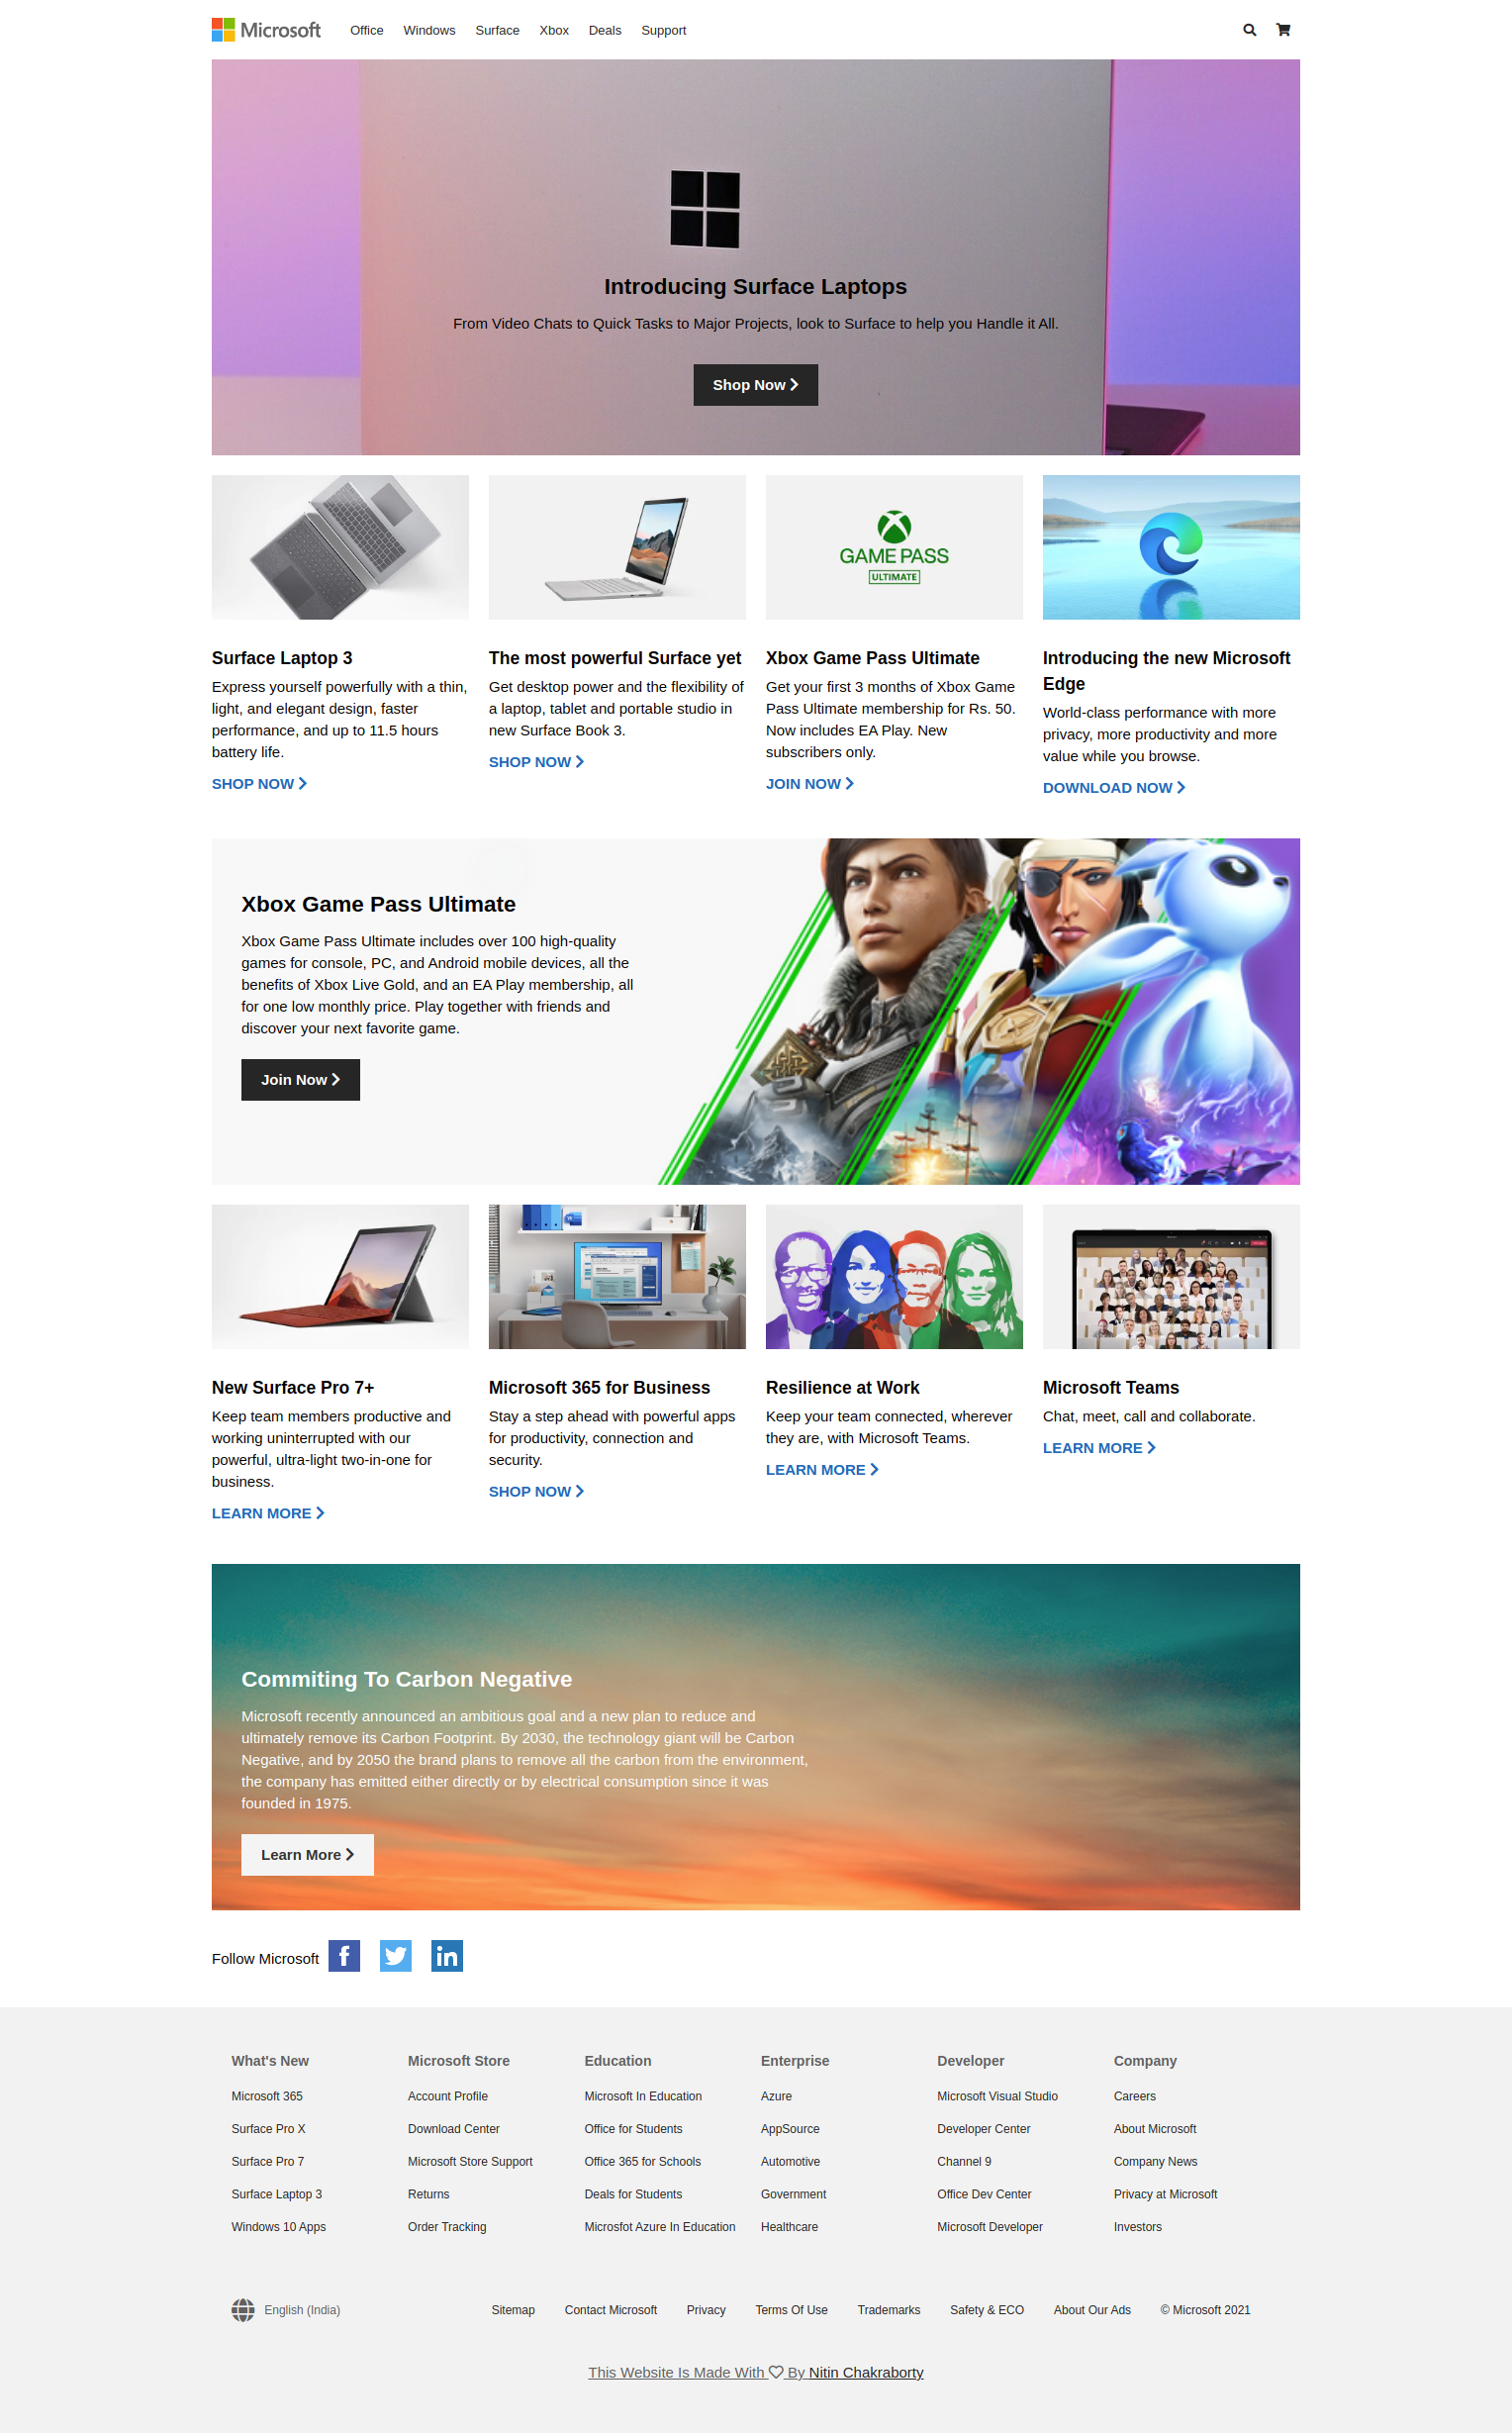 Microsoft Office Windows Surface Xbox Deals Support
Introducing Surface Laptops
From Video Chats to Quick Tasks to Major Projects, look to Surface to help you Handle it All.
Shop Now
GAME PASS
ULTIMATE
Surface Laptop 3
Express yourself powerfully with a thin,
light, and elegant design, faster
performance, and up to 11.5 hours
battery life.
SHOP NOW
The most powerful Surface yet
Get desktop power and the flexibility of
a laptop, tablet and portable studio in
new Surface Book 3.
SHOP NOW
Xbox Game Pass Ultimate
Get your first 3 months of Xbox Game
Pass Ultimate membership for Rs. 50.
Now includes EA Play. New
subscribers only.
JOIN NOW
Introducing the new Microsoft
Edge
World-class performance with more
privacy, more productivity and more
value while you browse.
DOWNLOAD NOW
Xbox Game Pass Ultimate
Xbox Game Pass Ultimate includes over 100 high-quality
games for console, PC, and Android mobile devices, all the
benefits of Xbox Live Gold, and an EA Play membership, all
for one low monthly price. Play together with friends and
discover your next favorite game.
Join Now
New Surface Pro 7+
Keep team members productive and
working uninterrupted with our
powerful, ultra-light two-in-one for
business.
LEARN MORE
Microsoft 365 for Business
Stay a step ahead with powerful apps
for productivity, connection and
security.
SHOP NOW
Resilience at Work
Keep your team connected, wherever
they are, with Microsoft Teams.
LEARN MORE
Microsoft Teams
Chat, meet, call and collaborate.
LEARN MORE
Commiting To Carbon Negative
Microsoft recently announced an ambitious goal and a new plan to reduce and
ultimately remove its Carbon Footprint. By 2030, the technology giant will be Carbon
Negative, and by 2050 the brand plans to remove all the carbon from the environment,
the company has emitted either directly or by electrical consumption since it was
founded in 1975.
Learn More
Follow Microsoft
What's New
Microsoft 365
Surface Pro X
Surface Pro 7
Surface Laptop 3
Windows 10 Apps
Microsoft Store
Account Profile
Download Center
Microsoft Store Support
Returns
Order Tracking
Education
Microsoft In Education
Office for Students
Office 365 for Schools
Deals for Students
Microsfot Azure In Education
Enterprise
Azure
AppSource
Automotive
Government
Healthcare
Developer
Microsoft Visual Studio
Developer Center
Channel 9
Office Dev Center
Microsoft Developer
Company
Careers
About Microsoft
Company News
Privacy at Microsoft
Investors
English (India) Sitemap Contact Microsoft Privacy Terms Of Use Trademarks Safety & ECO About Our Ads © Microsoft 2021
This Website Is Made With ♡ By Nitin Chakraborty